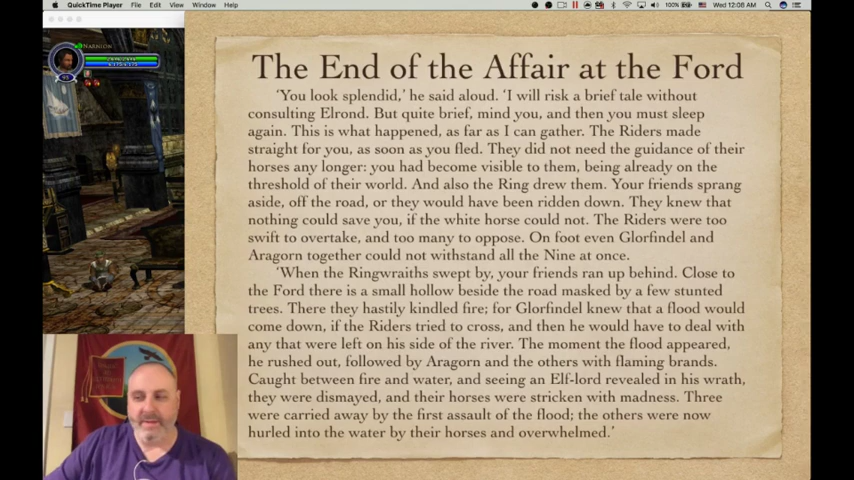 QuickTime Player File Edit View Window Help
100% Wed 12:08 AM
NARNION
95
The End of the Affair at the Ford
‘You look splendid,’ he said aloud. ‘I will risk a brief tale without
consulting Elrond. But quite brief, mind you, and then you must sleep
again. This is what happened, as far as I can gather. The Riders made
straight for you, as soon as you fled. They did not need the guidance of their
horses any longer: you had become visible to them, being already on the
threshold of their world. And also the Ring drew them. Your friends sprang
aside, off the road, or they would have been ridden down. They knew that
nothing could save you, if the white horse could not. The Riders were too
swift to overtake, and too many to oppose. On foot even Glorfindel and
Aragorn together could not withstand all the Nine at once.
‘When the Ringwraiths swept by, your friends ran up behind. Close to
the Ford there is a small hollow beside the road masked by a few stunted
trees. There they hastily kindled fire; for Glorfindel knew that a flood would
come down, if the Riders tried to cross, and then he would have to deal with
any that were left on his side of the river. The moment the flood appeared,
he rushed out, followed by Aragorn and the others with flaming brands.
Caught between fire and water, and seeing an Elf-lord revealed in his wrath,
they were dismayed, and their horses were stricken with madness. Three
were carried away by the first assault of the flood; the others were now
hurled into the water by their horses and overwhelmed.’